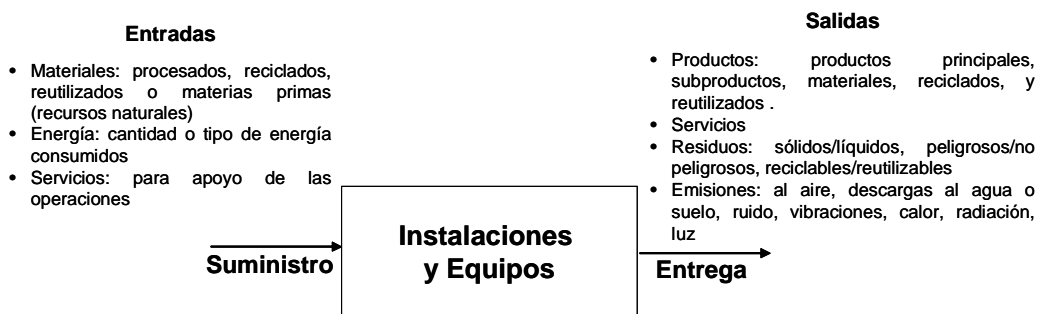 Entradas
• Materiales: procesados, reciclados,
reutilizados o materias primas
(recursos naturales)
• Energía: cantidad o tipo de energía
consumidos
• Servicios: para apoyo de las
operaciones
Suministro
Instalaciones
y Equipos
Salidas
• Productos: productos principales,
subproductos, materiales, reciclados, y
reutilizados .
• Servicios
• Residuos: sólidos/líquidos, peligrosos/no
peligrosos, reciclables/reutilizables
• Emisiones: al aire, descargas al agua o
suelo, ruido, vibraciones, calor, radiación,
luz
Entrega